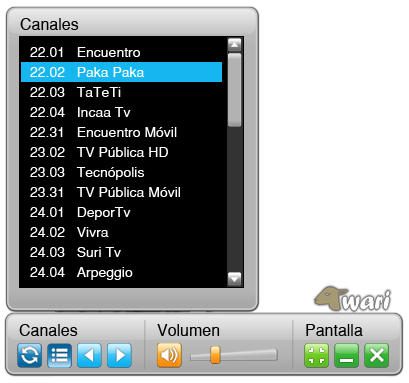 Canales
22.01 Encuentro
22.02 Paka Paka
22.03 TaTeTi
22.04 Incaa Tv
22.31 Encuentro Móvil
23.02 TV Pública HD
23.03 Tecnópolis
23.31 TV Pública Móvil
24.01 DeporTv
24.02 Vivra
24.03 Suri Tv
24.04 Arpeggio
wari
Canales
Volumen
Pantalla